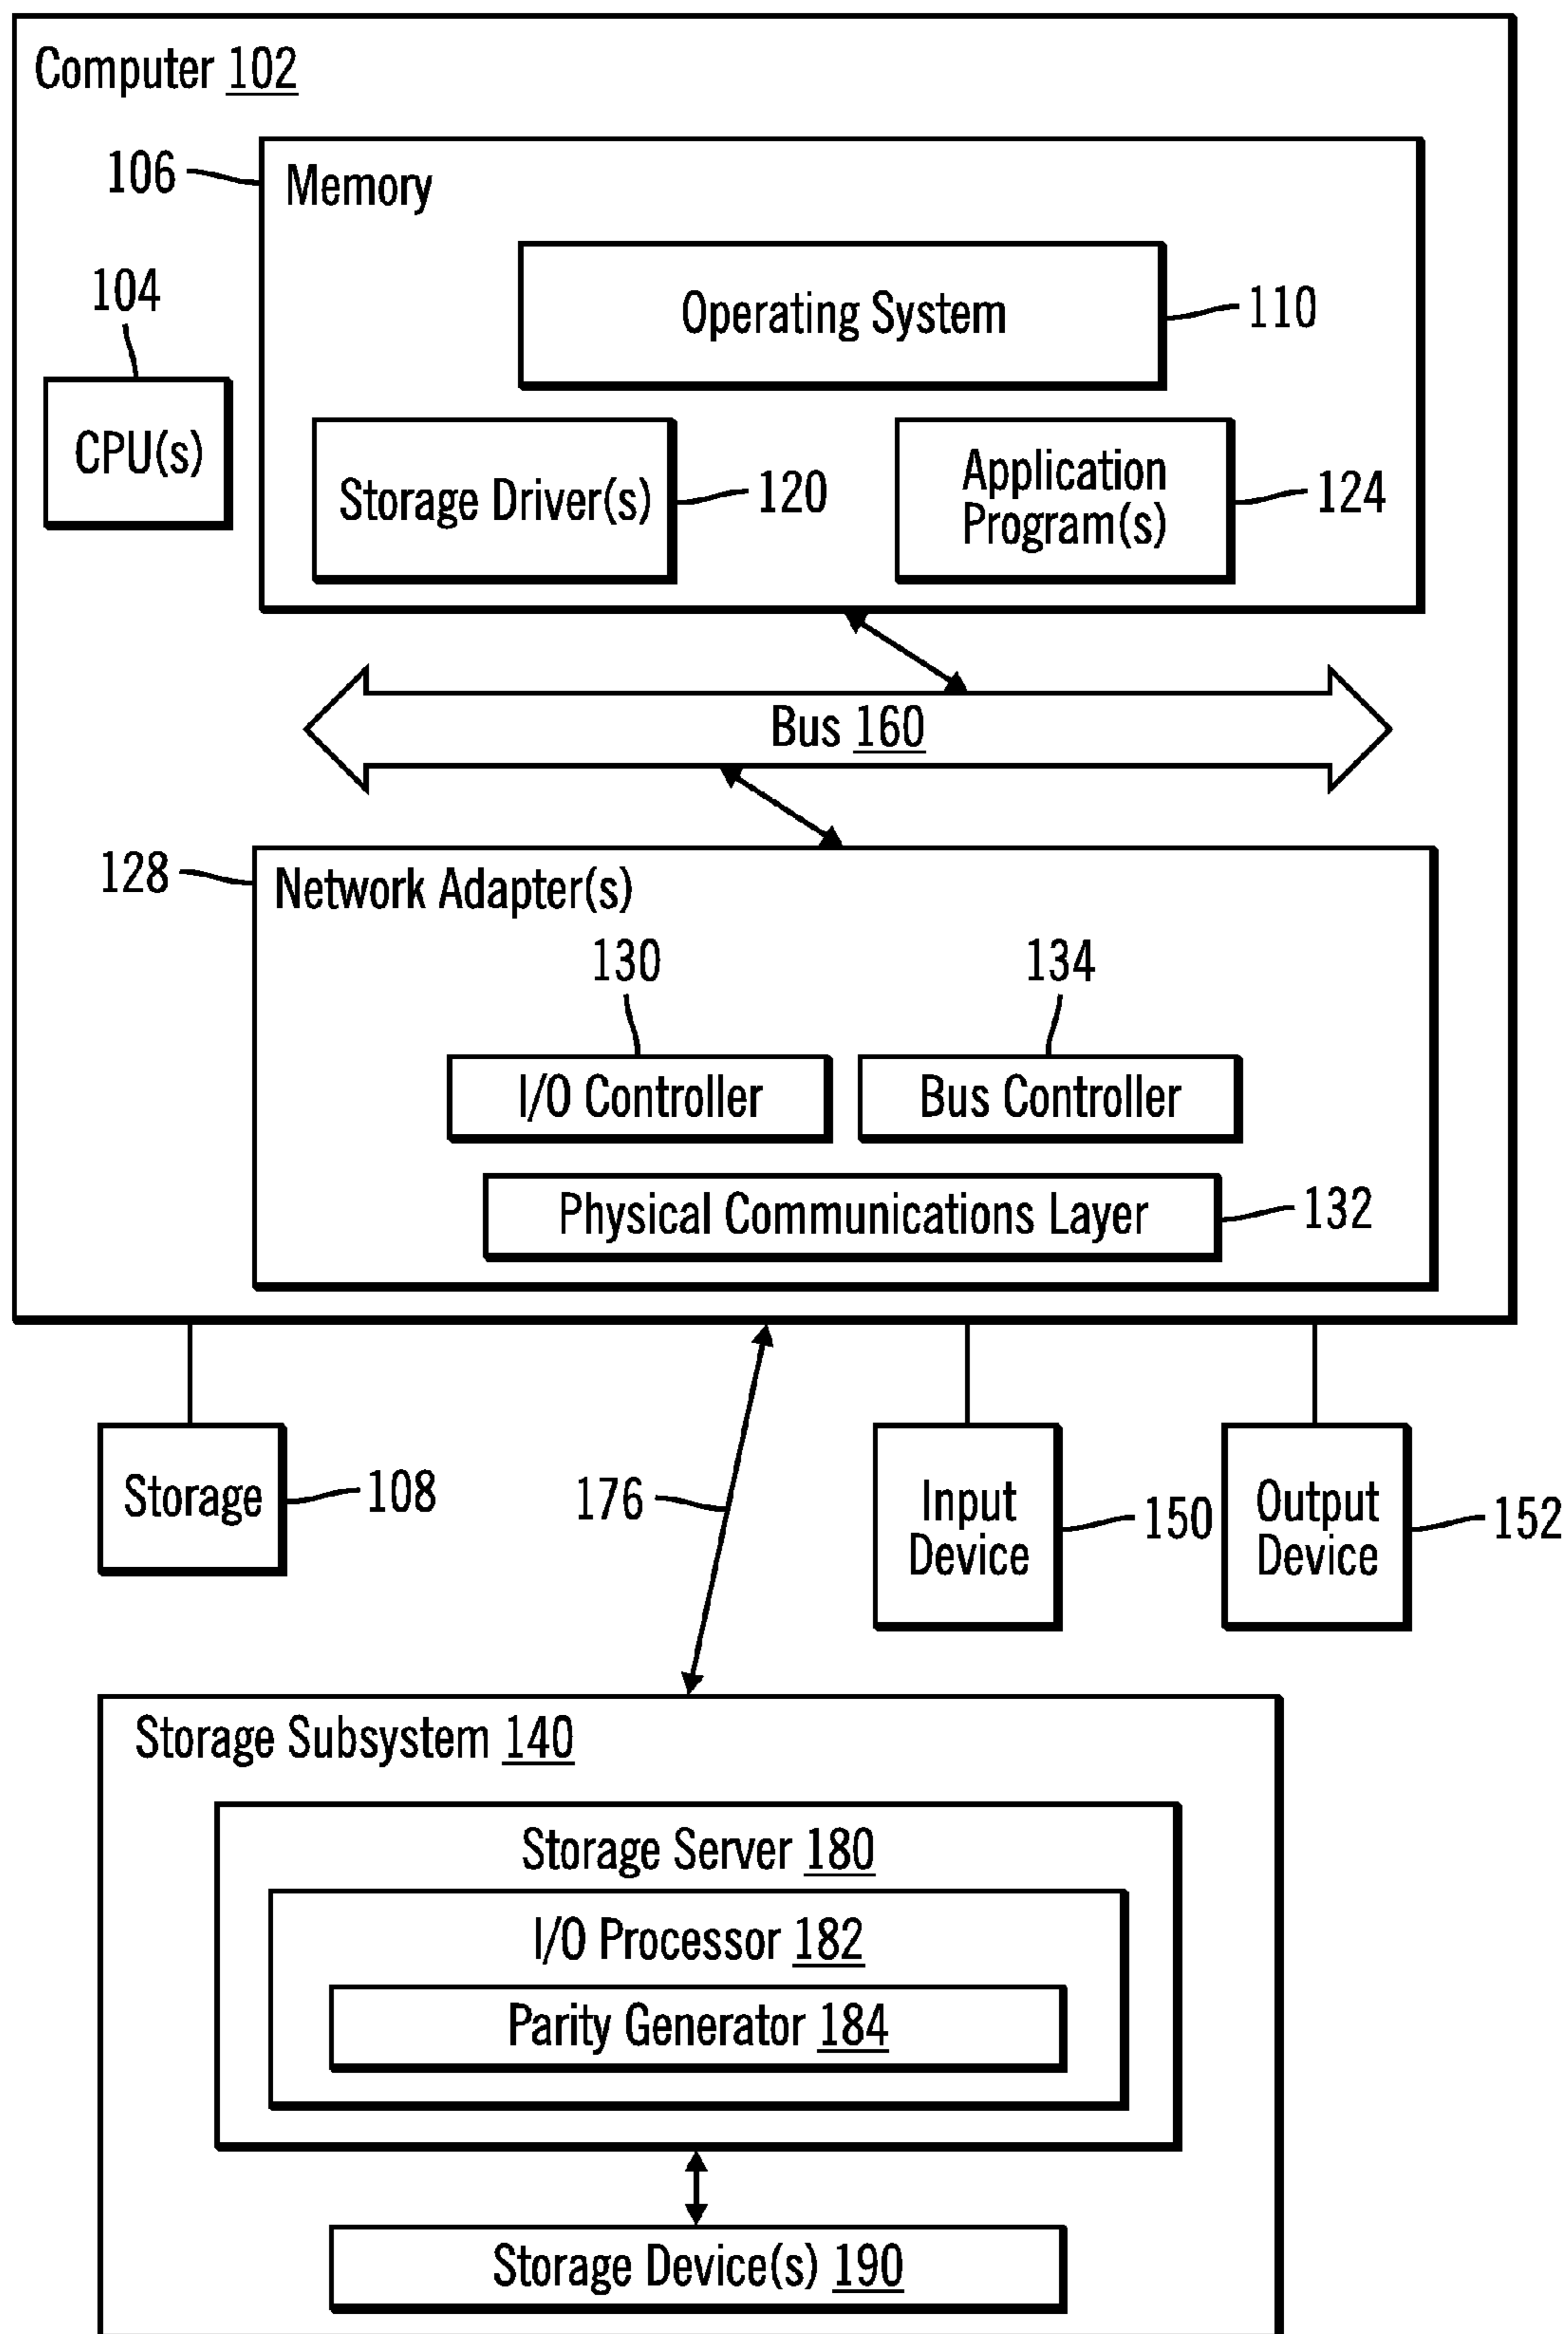 Computer 102
106
Memory
104
Operating System
110
CPU(s)
Storage Driver(s)
120
Application
Program(s)
124
Bus 160
128
Network Adapter(s)
130
134
I/O Controller
Bus Controller
Physical Communications Layer
132
Storage
108
176
Input
Device
150
Output
Device
152
Storage Subsystem 140
Storage Server 180
I/O Processor 182
Parity Generator 184
Storage Device(s) 190